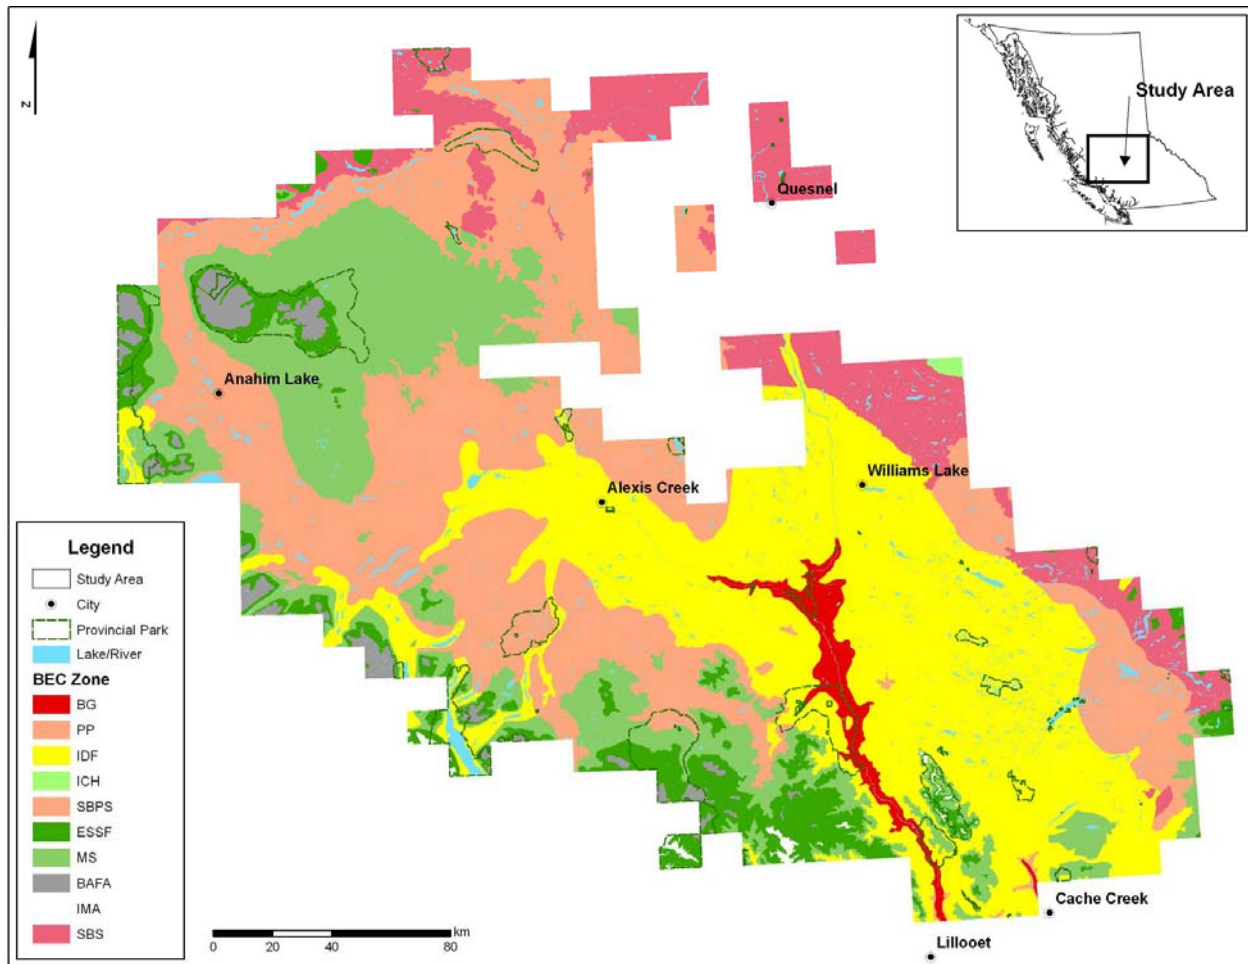 N
Study Area
Quesnel
Anahim Lake
Williams Lake
Alexis Creek
Cache Creek
Lillooet
Legend
Study Area
City
Provincial Park
Lake/River
BEC Zone
BG
PP
IDF
ICH
SBPS
ESSF
MS
BAFA
IMA
SBS
km
0 20 40 80